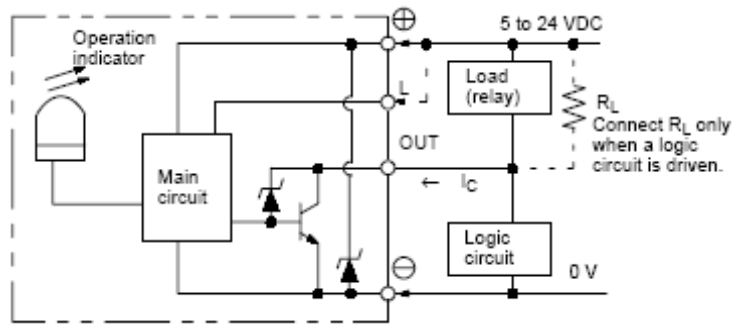 Operation
indicator
Main
circuit
⊕
L
OUT
← IC
⊖
5 to 24 VDC
Load
(relay)
RL
Connect RL only
when a logic
circuit is driven.
Logic
circuit
0 V